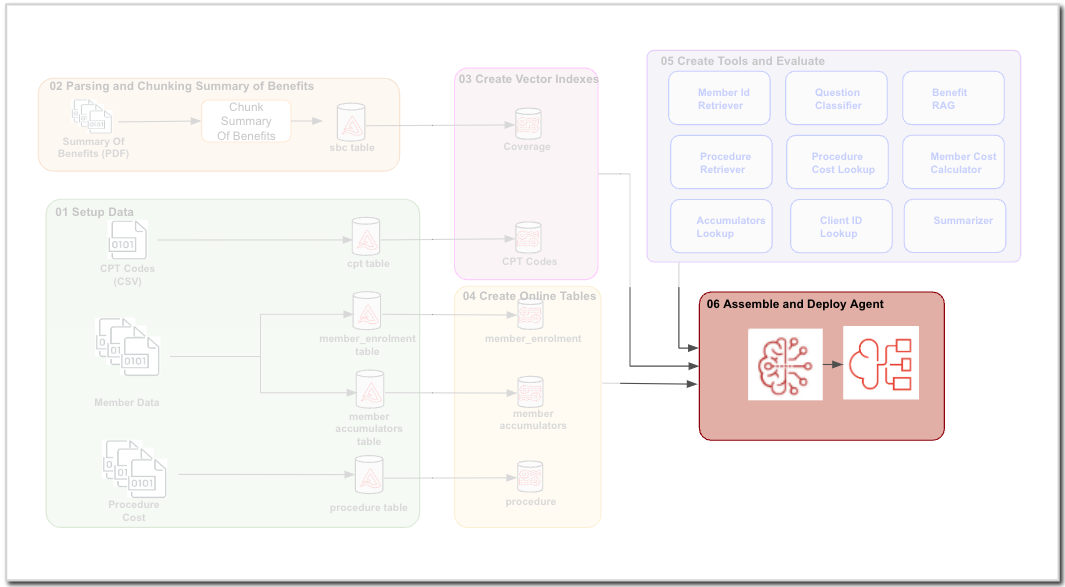 02 Parsing and Chunking Summary of Benefits
Summary Of
Benefits (PDF)
Chunk
Summary
Of Benefits
sbc table
01 Setup Data
0101
CPT Codes
(CSV)
cpt table
0101
Member Data
member_enrolment
table
member
accumulators
table
0101
Procedure
Cost
procedure table
03 Create Vector Indexes
Coverage
CPT Codes
04 Create Online Tables
member_enrolment
member
accumulators
procedure
05 Create Tools and Evaluate
Member Id
Retriever
Question
Classifier
Benefit
RAG
Procedure
Retriever
Procedure
Cost Lookup
Member Cost
Calculator
Accumulators
Lookup
Client ID
Lookup
Summarizer
06 Assemble and Deploy Agent